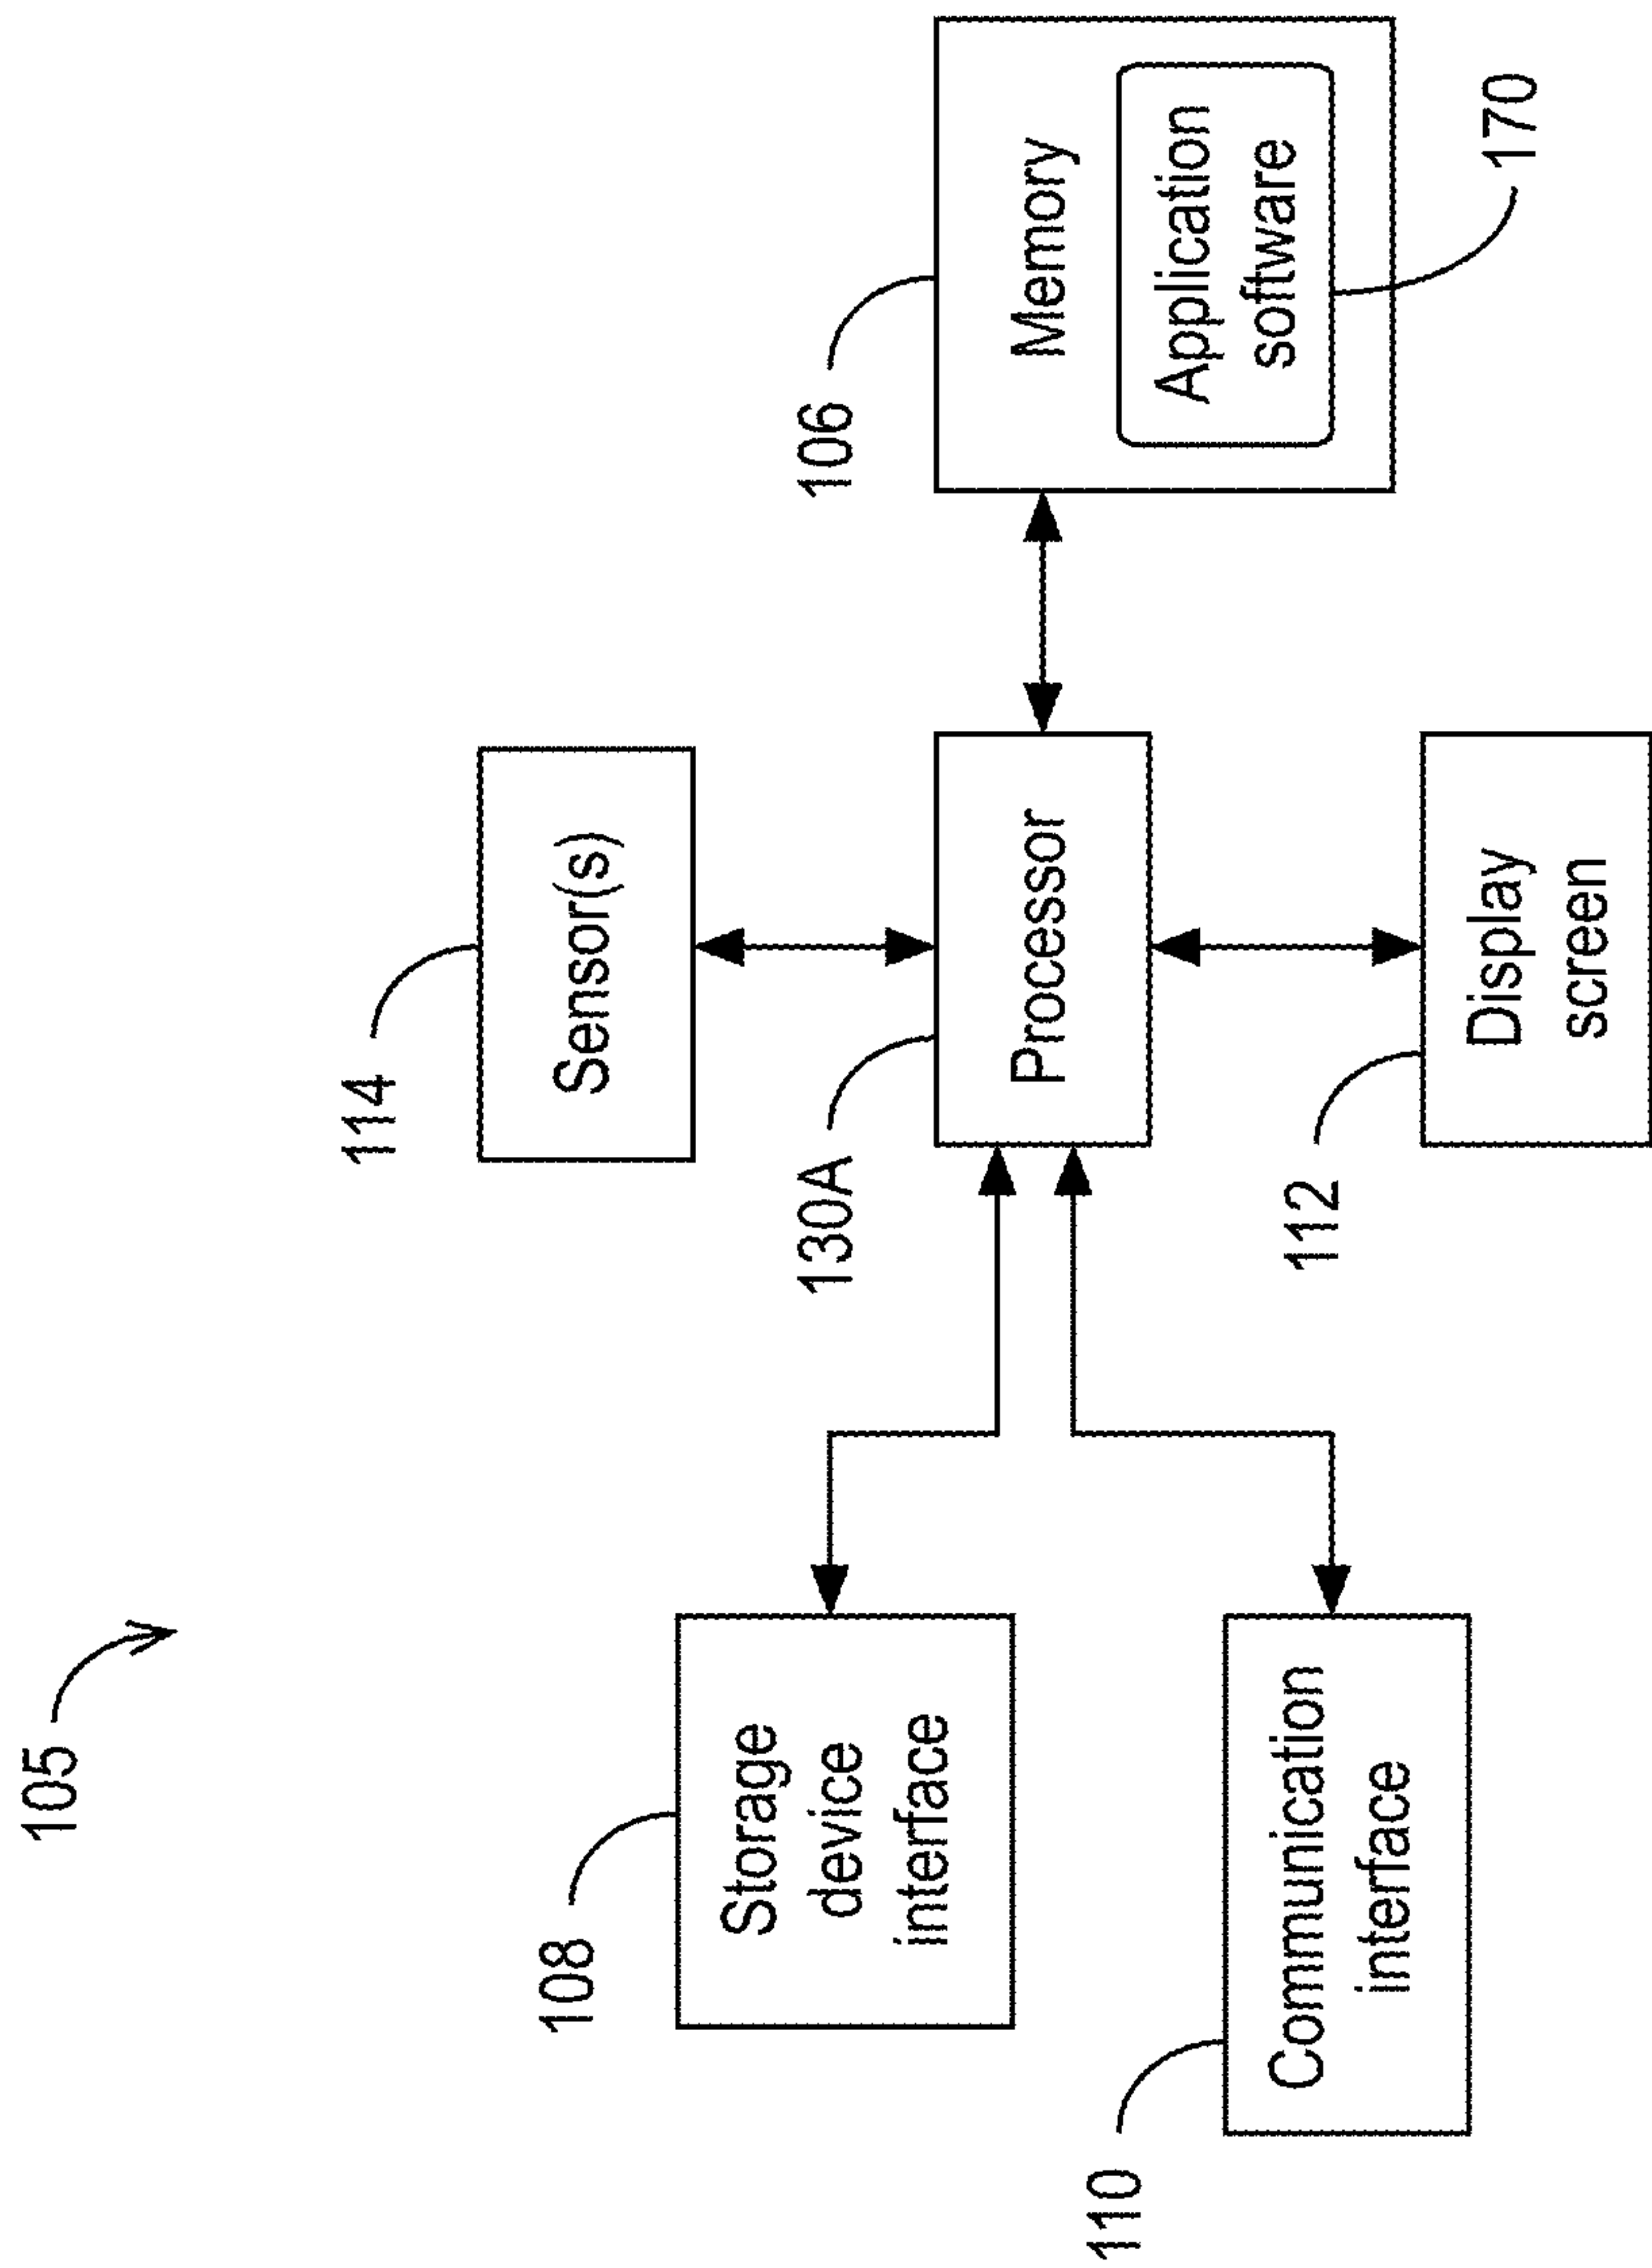 105
114
Sensor(s)
108
Storage
device
interface
130A
Processor
106
Memory
Application
software
170
110
Communication
interface
112
Display
screen